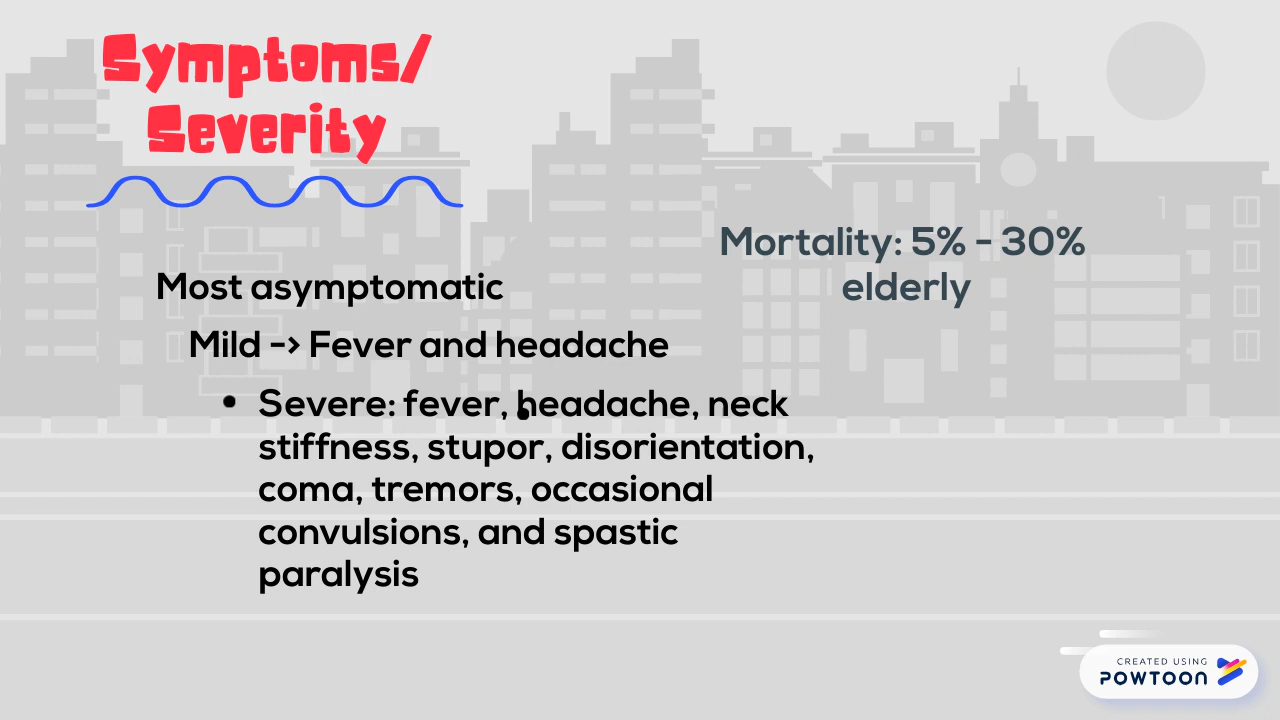 Symptoms/
Severity
Mortality: 5% - 30%
elderly
Most asymptomatic
Mild -> Fever and headache
• Severe: fever, headache, neck
stiffness, stupor, disorientation,
coma, tremors, occasional
convulsions, and spastic
paralysis
CREATED USING
POWTOON